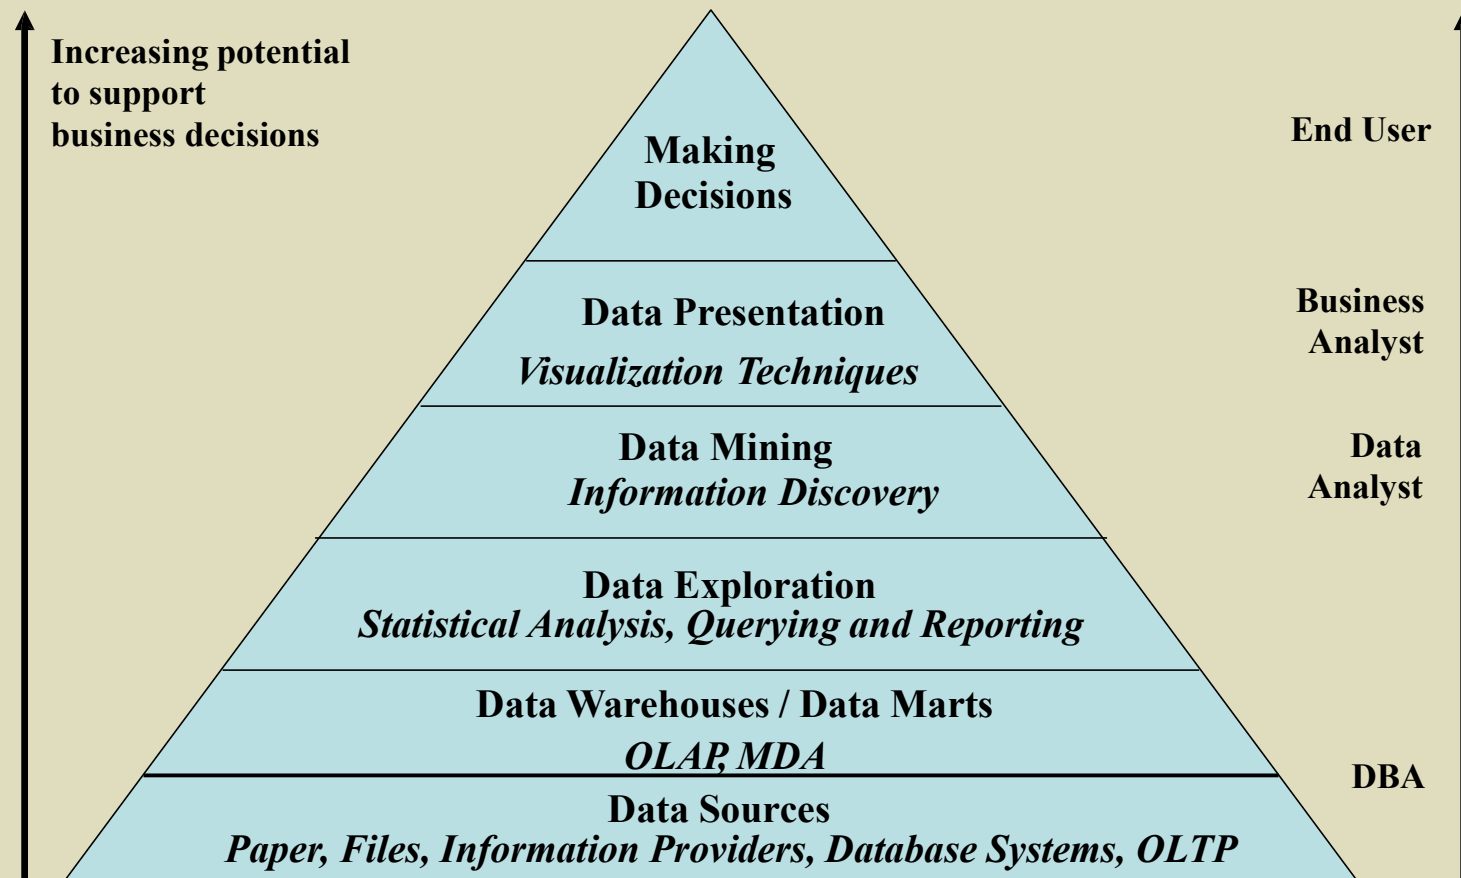 Increasing potential
to support
business decisions
End User
Making
Decisions
Business
Analyst
Data Presentation
Visualization Techniques
Data Mining
Information Discovery
Data
Analyst
Data Exploration
Statistical Analysis, Querying and Reporting
Data Warehouses / Data Marts
OLAP, MDA
DBA
Data Sources
Paper, Files, Information Providers, Database Systems, OLTP